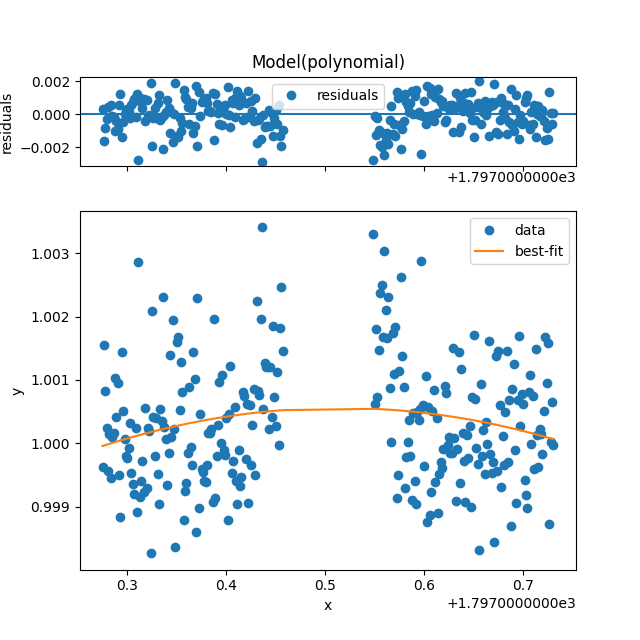 Model(polynomial)
residuals
0.002
0.000
−0.002
residuals
+1.7970000000e3
1.003
1.002
1.001
1.000
0.999
y
data
best-fit
0.3 0.4 0.5 0.6 0.7
x
+1.7970000000e3